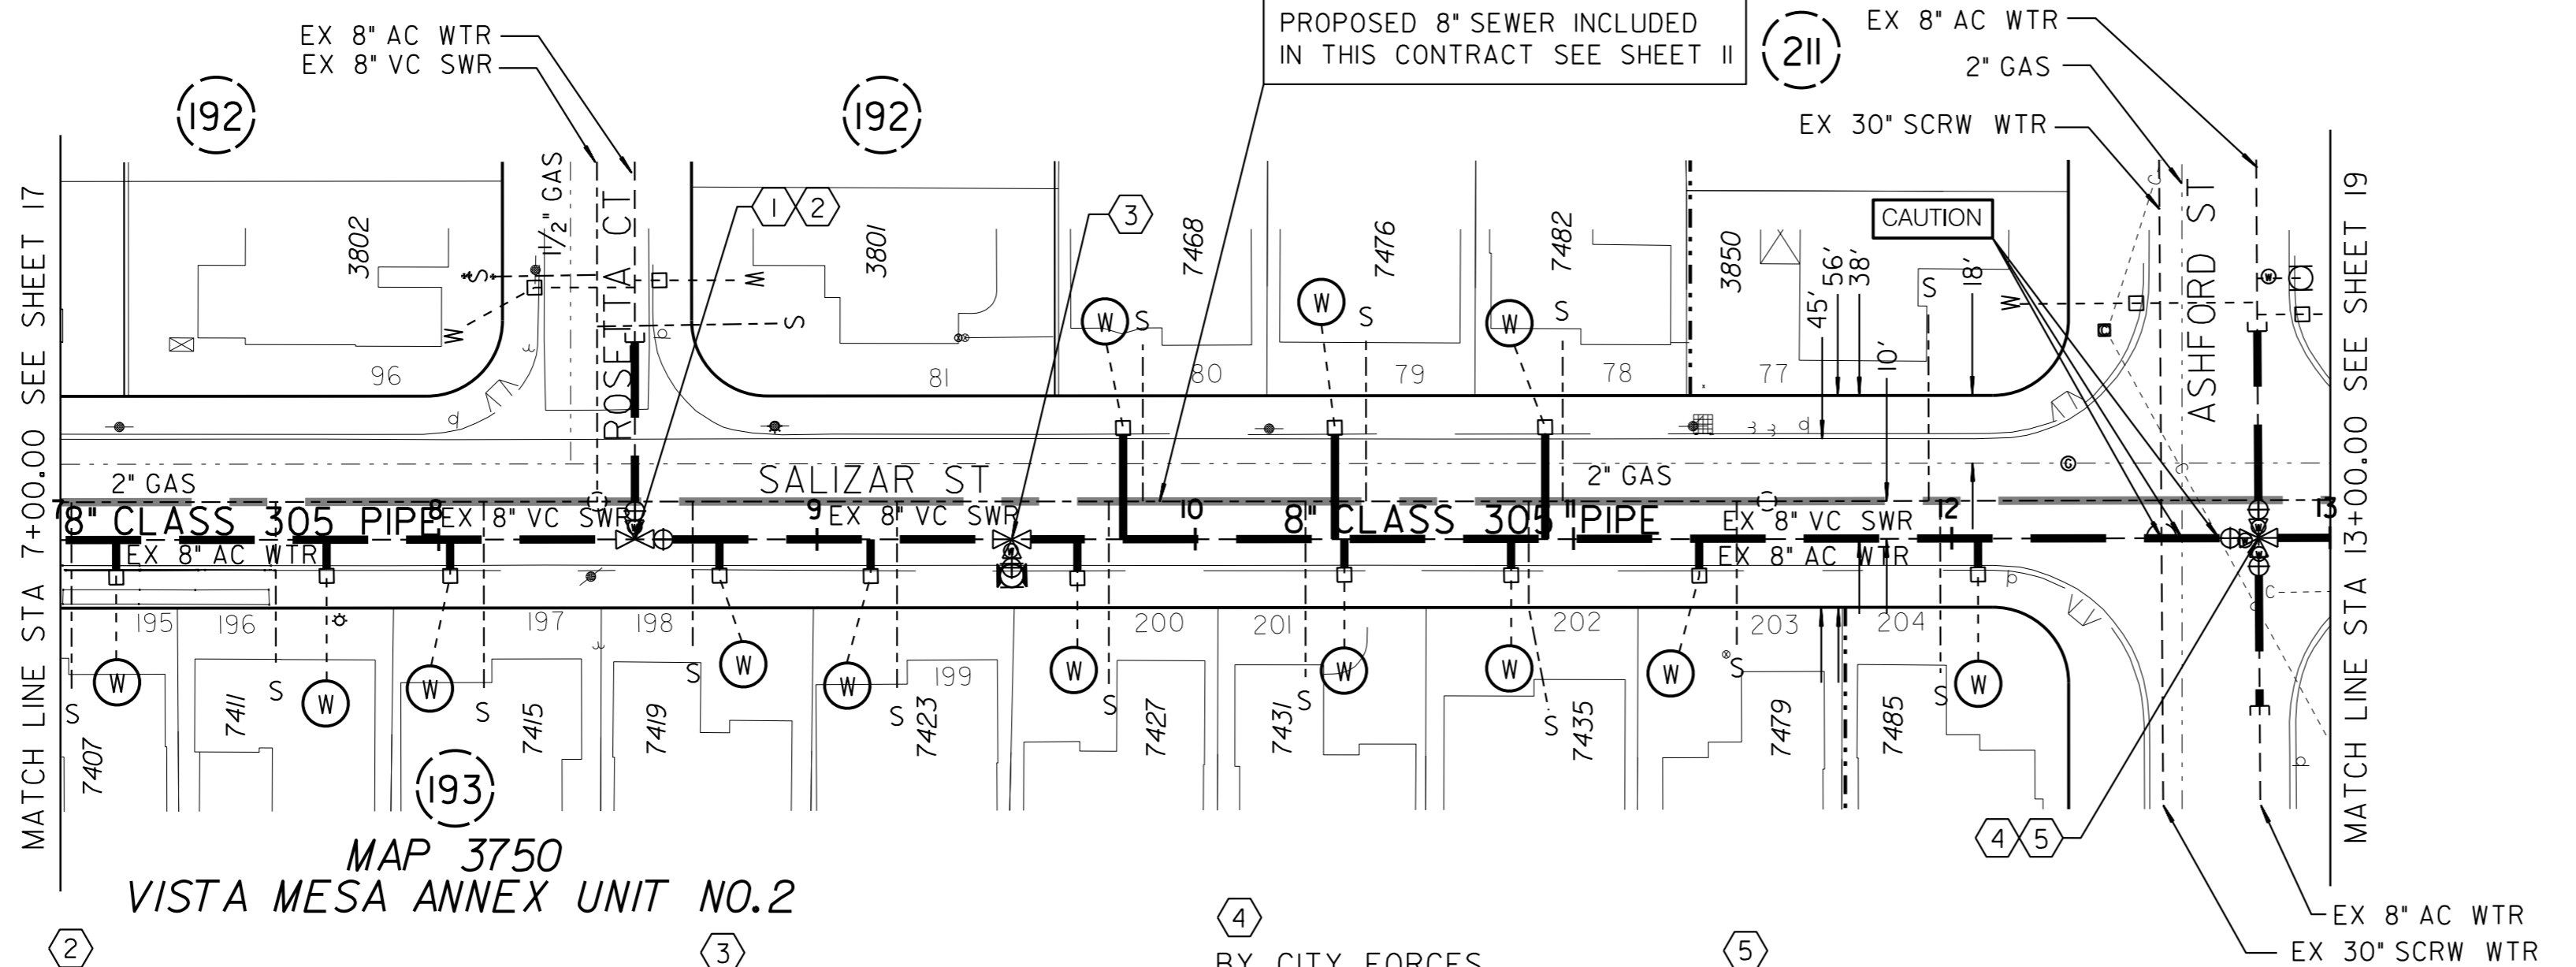 EX 8" AC WTR
EX 8" VC SWR
PROPOSED 8" SEWER INCLUDED
IN THIS CONTRACT SEE SHEET 11
211
EX 8" AC WTR
2" GAS
EX 30" SCRW WTR
192
192
MATCH LINE STA 7+00.00 SEE SHEET 17
3802
1 1/2" GAS
ROSETTA CT
1
2
3801
3
7468
7476
7482
3850
CAUTION
45'
56'
38'
10'
18'
ASHFORD ST
MATCH LINE STA 13+00.00 SEE SHEET 19
S
W
W
S
W
S
W
S
W
S
S
W
W
96
81
80
79
78
77
2" GAS
SALIZAR ST
2" GAS
G
7
8
9
10
11
12
13
8" CLASS 305 PIPE
EX 8" VC SWR
EX 8" VC SWR
8" CLASS 305 PIPE
EX 8" VC SWR
EX 8" AC WTR
EX 8" AC WTR
195
196
197
198
199
200
201
202
203
204
S
W
S
W
W
S
S
W
W
S
W
S
S
W
W
S
W
S
S
W
7407
7411
7415
7419
7423
7427
7431
7435
7479
7485
193
MAP 3750
VISTA MESA ANNEX UNIT NO.2
4
5
EX 8" AC WTR
EX 30" SCRW WTR
2
3
4
BY CITY FORCES
5